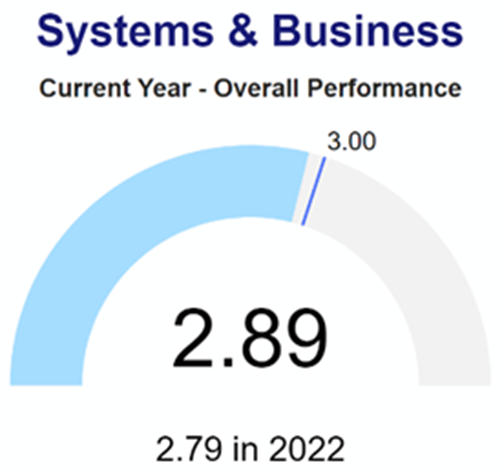 Systems & Business
Current Year - Overall Performance
3.00
2.89
2.79 in 2022